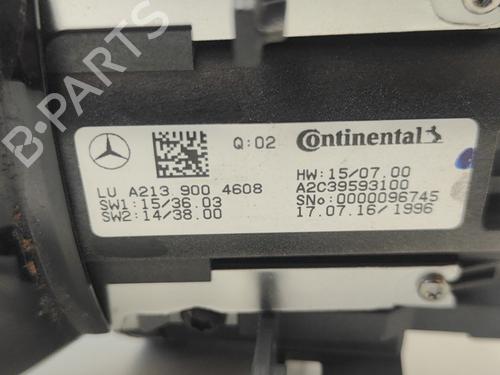 B-PARTS
Q:02
Continental
LU A213 900 4608
SW1:15/36.03
SW2:14/38.00
HW:15/07.00
A2C39593100
SNo:0000096745
17.07.16/1996